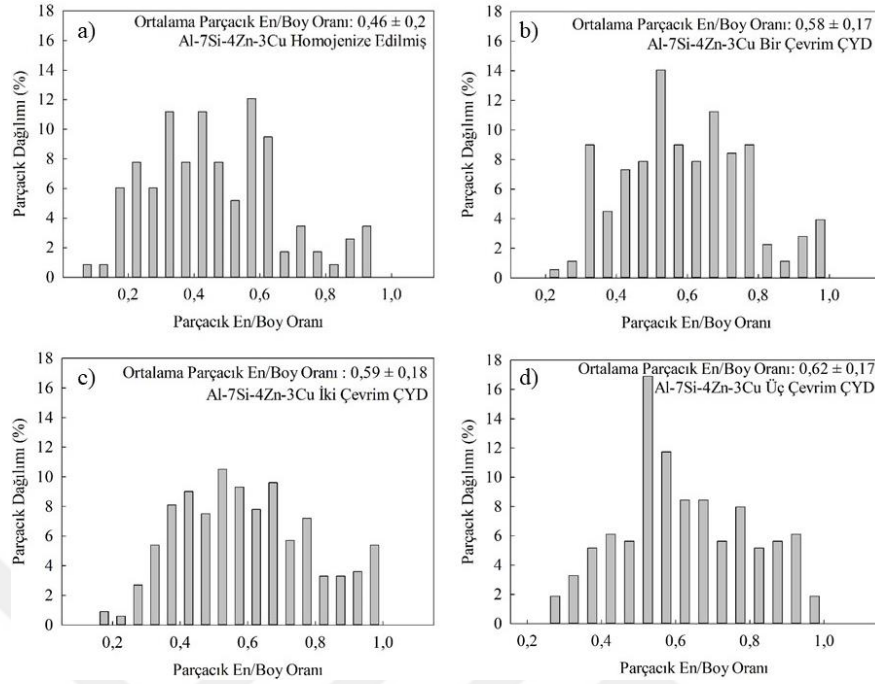 a)
Ortalama Parçacık En/Boy Oranı: 0,46 ± 0,2
Al-7Si-4Zn-3Cu Homojenize Edilmiş
Parçacık Dağılımı (%)
18
16
14
12
10
8
6
4
2
0
0,2 0,4 0,6 0,8 1,0
Parçacık En/Boy Oranı
b)
Ortalama Parçacık En/Boy Oranı: 0,58 ± 0,17
Al-7Si-4Zn-3Cu Bir Çevrim ÇYD
Parçacık Dağılımı (%)
18
16
14
12
10
8
6
4
2
0
0,2 0,4 0,6 0,8 1,0
Parçacık En/Boy Oranı
c)
Ortalama Parçacık En/Boy Oranı : 0,59 ± 0,18
Al-7Si-4Zn-3Cu İki Çevrim ÇYD
Parçacık Dağılımı (%)
18
16
14
12
10
8
6
4
2
0
0,2 0,4 0,6 0,8 1,0
Parçacık En/Boy Oranı
d)
Ortalama Parçacık En/Boy Oranı: 0,62 ± 0,17
Al-7Si-4Zn-3Cu Üç Çevrim ÇYD
Parçacık Dağılımı (%)
18
16
14
12
10
8
6
4
2
0
0.2 0,4 0,6 0,8 1,0
Parçacık En/Boy Oranı